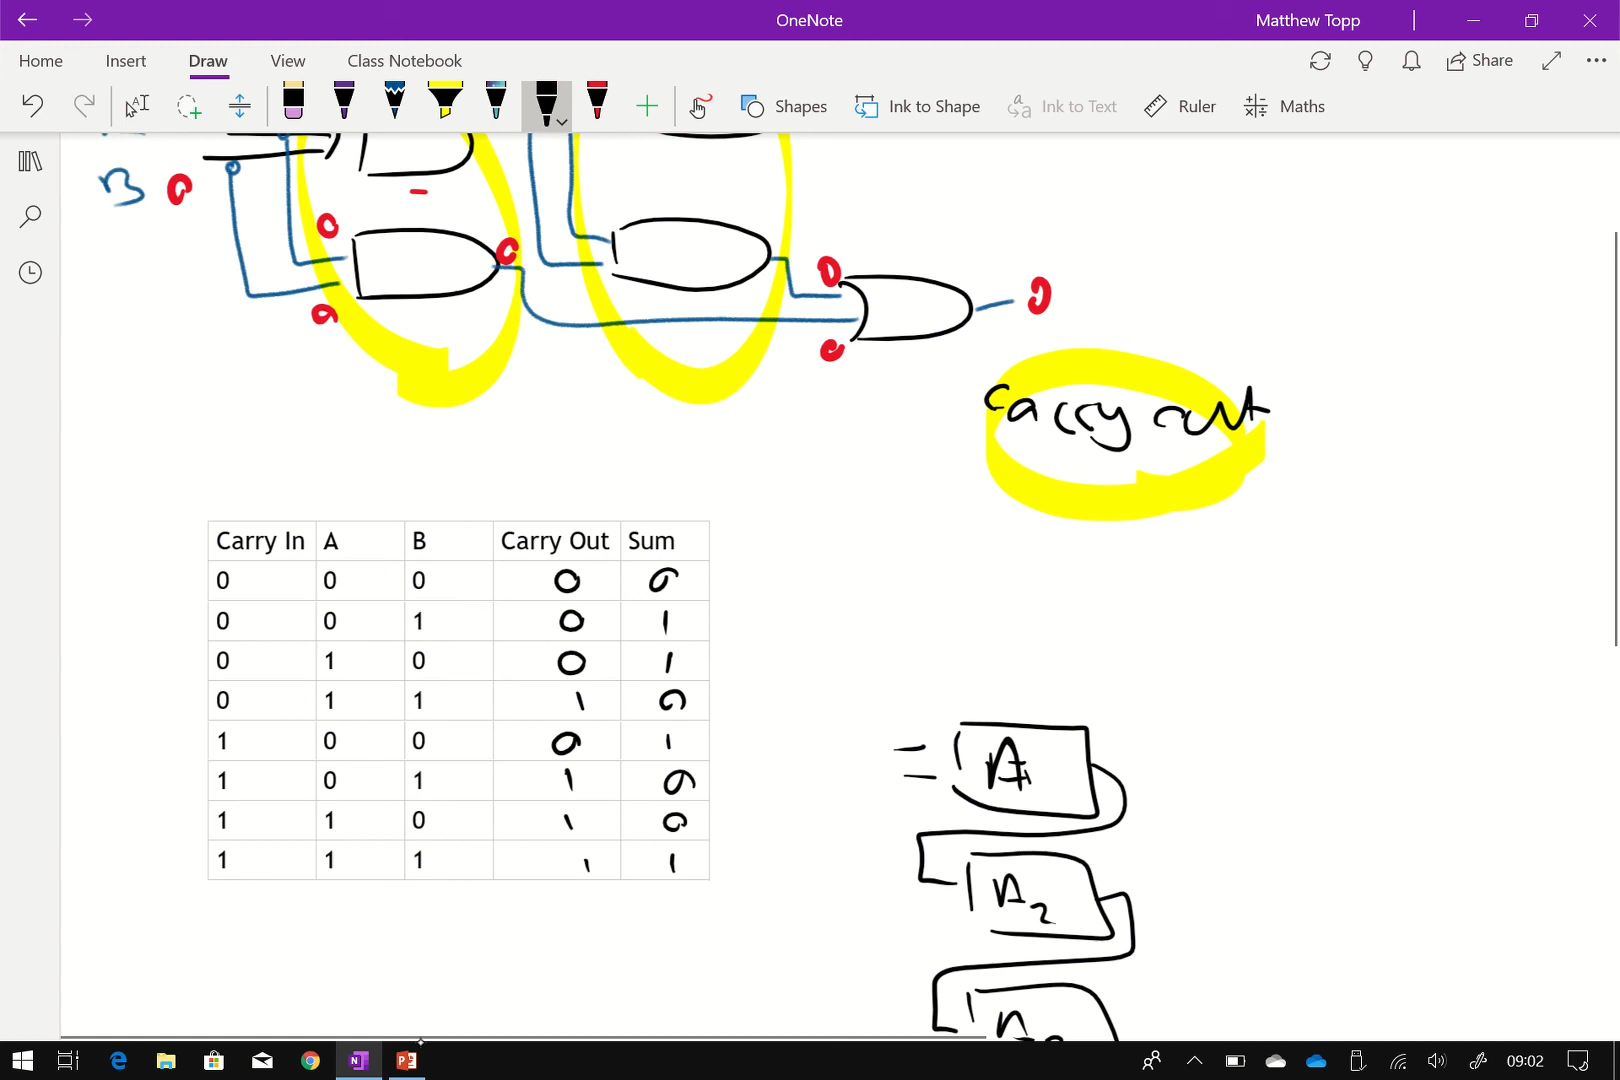 OneNote
Matthew Topp
Home Insert Draw View Class Notebook
Share
Shapes Ink to Shape Ink to Text Ruler Maths
B 0
0
0
0
0
0
0
0
carry out
Carry In A B Carry Out Sum
0 0 0 0 0
0 0 1 0 1
0 1 0 0 1
0 1 1 1 0
1 0 0 0 1
1 0 1 1 0
1 1 0 1 0
1 1 1 1 1
A1
A2
09:02